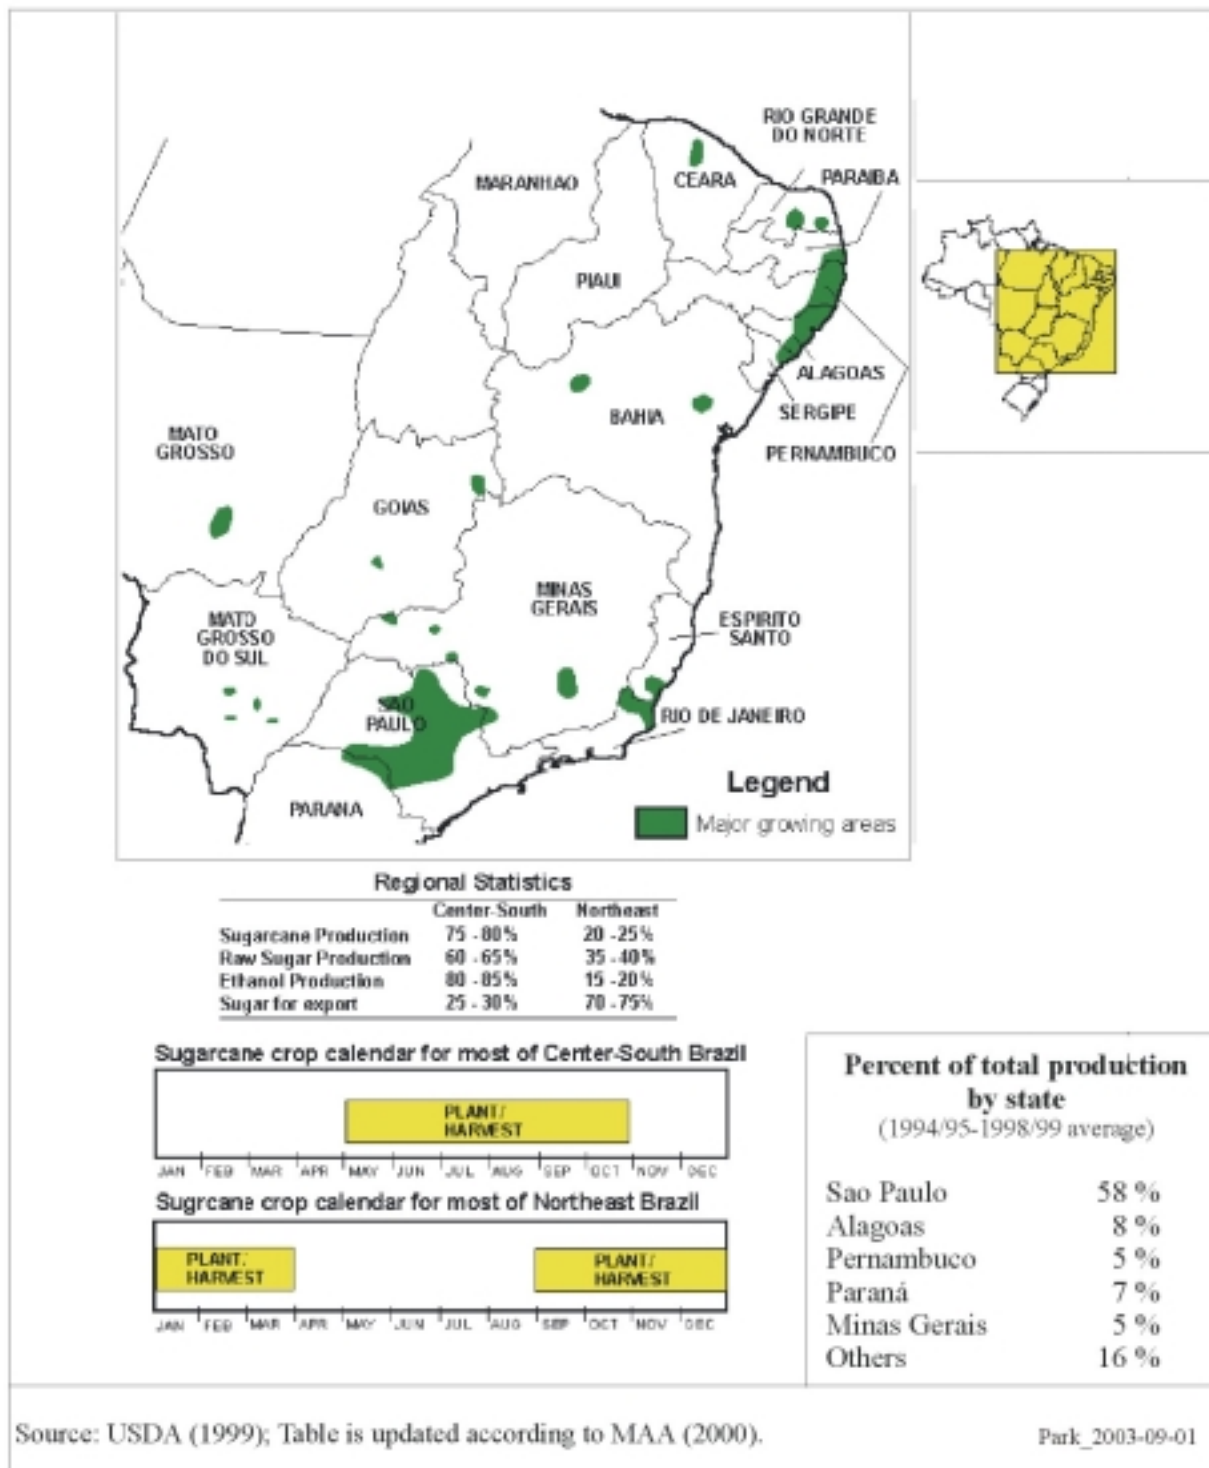 RIO GRANDE
DO NORTE
MARANHAO
CEARA
PARAIBA
PIAUI
ALAGOAS
BAHIA
SERGIPE
MATO
GROSSO
PERNAMBUCO
GOIAS
MINAS
GERAIS
MATO
GROSSO
DO SUL
ESPIRITO
SANTO
SAO
PAULO
RIO DE JANEIRO
PARANA
Legend
Major growing areas
Regional Statistics
Center-South Northeast
Sugarcane Production 75 - 80% 20 - 25%
Raw Sugar Production 60 - 65% 35 - 40%
Ethanol Production 80 - 85% 15 - 20%
Sugar for export 25 - 30% 70 - 75%
Sugarcane crop calendar for most of Center-South Brazil
PLANT/
HARVEST
JAN FEB MAR APR MAY JUN JUL AUG SEP OCT NOV DEC
Sugrcane crop calendar for most of Northeast Brazil
PLANT/ PLANT/
HARVEST HARVEST
JAN FEB MAR APR MAY JUN JUL AUG SEP OCT NOV DEC
Percent of total production
by state
(1994/95-1998/99 average)
Sao Paulo 58 %
Alagoas 8 %
Pernambuco 5 %
Paraná 7 %
Minas Gerais 5 %
Others 16 %
Source: USDA (1999); Table is updated according to MAA (2000).
Park_2003-09-01